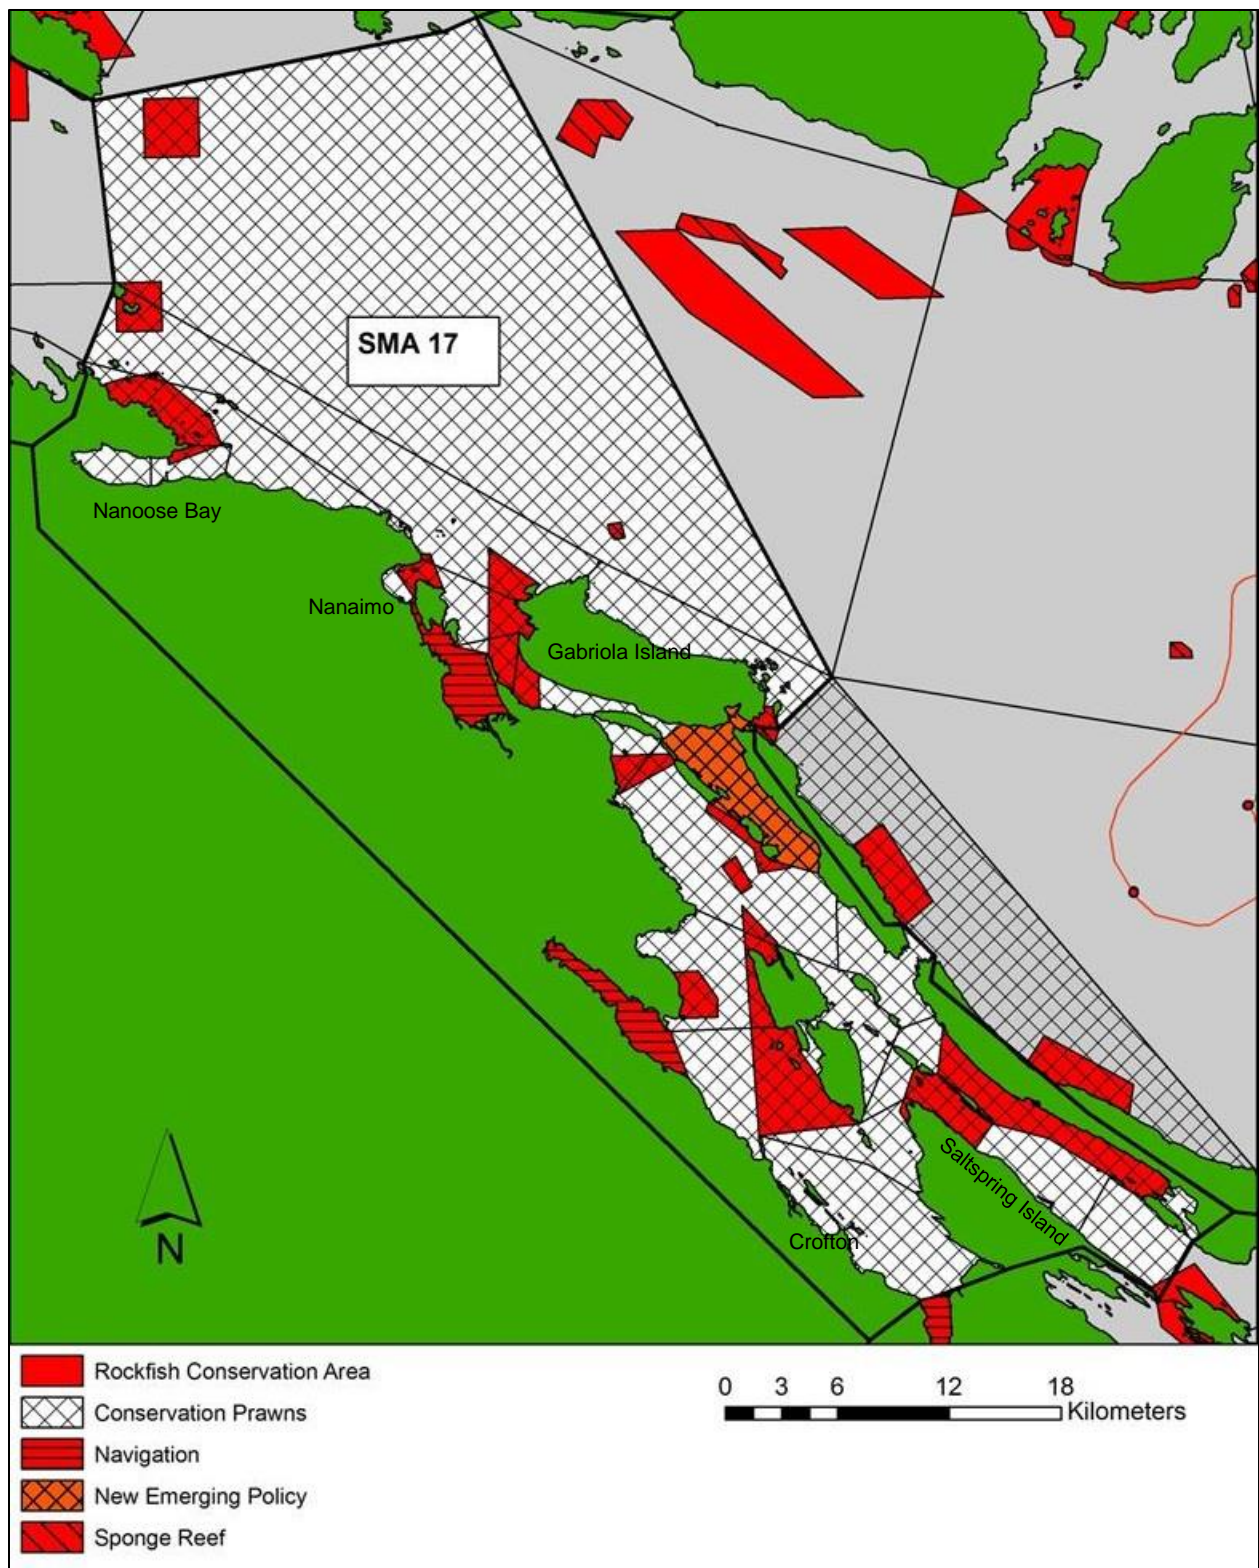 SMA 17
Nanoose Bay
Nanaimo
Gabriola Island
Saltspring Island
Crofton
N
Rockfish Conservation Area
Conservation Prawns
Navigation
New Emerging Policy
Sponge Reef
0 3 6 12 18
Kilometers